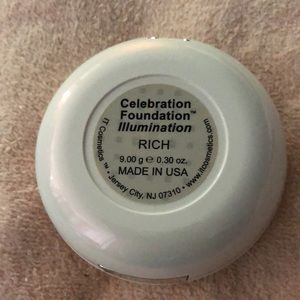 Celebration
Foundation™
Illumination
RICH
9.00 g ℮ 0.30 oz.
MADE IN USA
IT Cosmetics ™ • Jersey City, NJ 07310 • www.itcosmetics.com